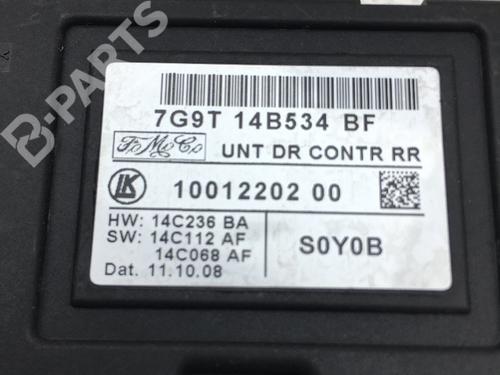 B-PARTS
7G9T 14B534 BF
FoMoCo UNT DR CONTR RR
LK 10012202 00
HW: 14C236 BA
SW: 14C112 AF
14C068 AF
S0Y0B
Dat. 11.10.08